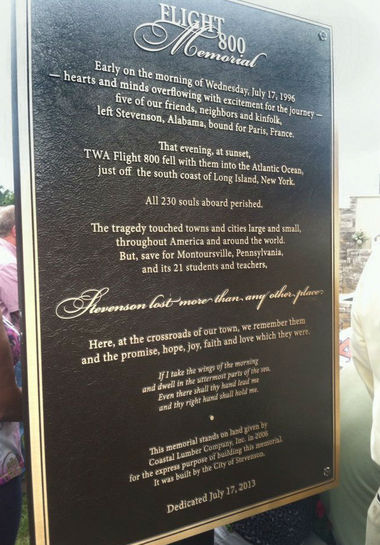 FLIGHT
800
Memorial
Early on the morning of Wednesday, July 17, 1996
— hearts and minds overflowing with excitement for the journey —
five of our friends, neighbors and kinfolk,
left Stevenson, Alabama, bound for Paris, France.
That evening, at sunset,
TWA Flight 800 fell with them into the Atlantic Ocean,
just off the south coast of Long Island, New York.
All 230 souls aboard perished.
The tragedy touched towns and cities large and small,
throughout America and around the world.
But, save for Montoursville, Pennsylvania,
and its 21 students and teachers,
Stevenson lost more than any other place.
Here, at the crossroads of our town, we remember them
and the promise, hope, joy, faith and love which they were.
If I take the wings of the morning
and dwell in the uttermost parts of the sea,
Even there shall thy hand lead me
and thy right hand shall hold me.
This memorial stands on land given by
Coastal Lumber Company, Inc. in 2006
for the express purpose of building this memorial.
It was built by the City of Stevenson.
Dedicated July 17, 2013